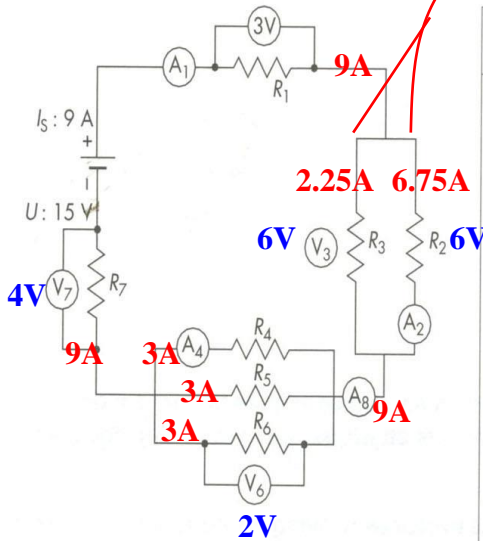 3V
A1
R1
9A
IS: 9 A
+
−
U: 15 V
2.25A 6.75A
6V V3 R3 R2 6V
4V V7 R7
A2
9A 3A A4 R4
3A R5 A8 9A
3A R6
V6
2V